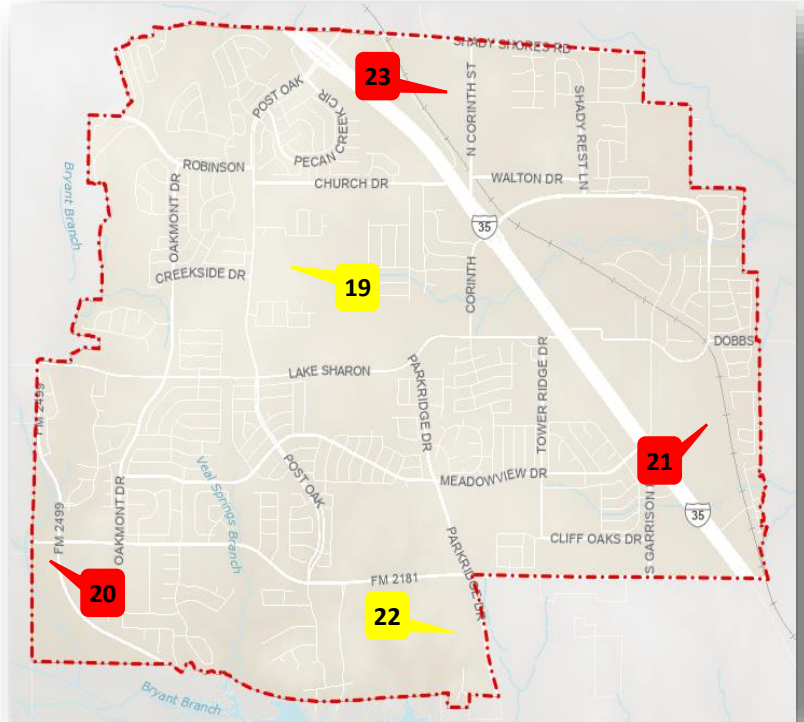 SHADY SHORES RD
23
N CORINTH ST
POST OAK
PECAN CREEK CIR
SHADY REST LN
ROBINSON
CHURCH DR
WALTON DR
OAKMONT DR
Bryant Branch
35
CREEKSIDE DR
19
CORINTH
DOBBS
LAKE SHARON
PARKRIDGE DR
TOWER RIDGE DR
FM 2499
21
POST OAK
MEADOWVIEW DR
Veal Springs Branch
OAKMONT DR
S GARRISON
35
FM 2499
CLIFF OAKS DR
PARKRIDGE DR
FM 2181
20
22
Bryant Branch